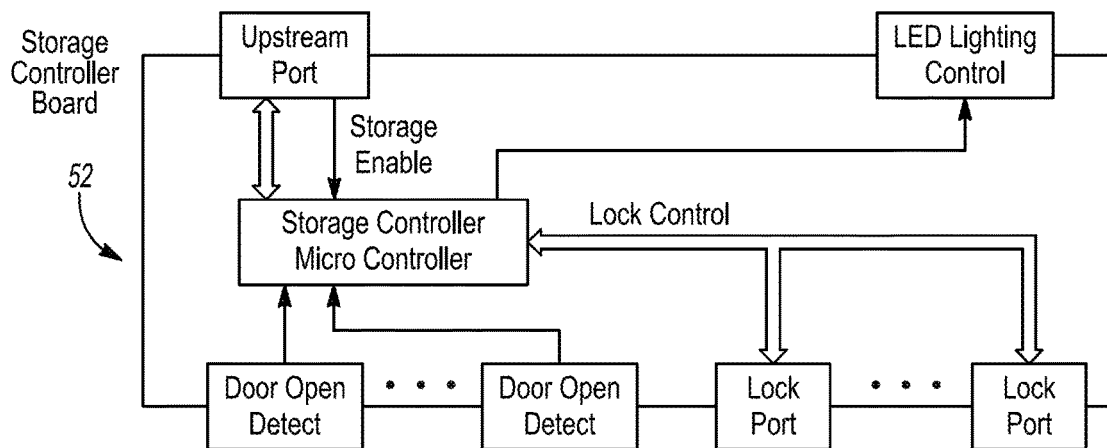 Storage
Controller
Board
Upstream
Port
LED Lighting
Control
Storage
Enable
52
Storage Controller
Micro Controller
Lock Control
Door Open
Detect
• • •
Door Open
Detect
Lock
Port
• • •
Lock
Port